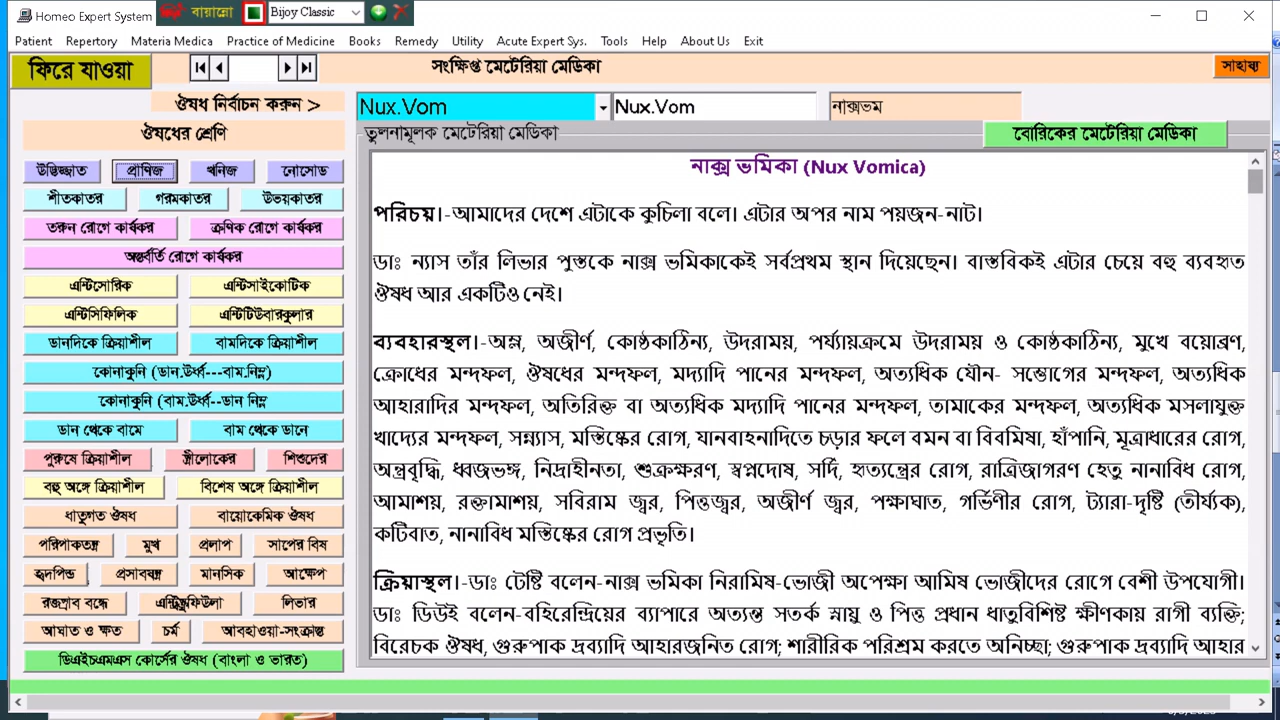 Homeo Expert System
বায়ান্নো
Bijoy Classic
Patient Repertory Materia Medica Practice of Medicine Books Remedy Utility Acute Expert Sys. Tools Help About Us Exit
ফিরে যাওয়া
সংক্ষিপ্ত মেটেরিয়া মেডিকা
সাহায্য
ঔষধ নির্বাচন করুন >
Nux.Vom
Nux.Vom
নাক্সভম
ঔষধের শ্রেণি
তুলনামূলক মেটেরিয়া মেডিকা
বোরিকের মেটেরিয়া মেডিকা
উদ্ভিজ্জাত প্রাণিজ খনিজ নোসোড
শীতকাতর গরমকাতর উভয়কাতর
তরুন রোগে কার্যকর ক্রণিক রোগে কার্যকর
অন্তর্বর্তি রোগে কার্যকর
এন্টিসোরিক এন্টিসাইকোটিক
এন্টিসিফিলিক এন্টিটিউবারকুলার
ডানদিকে ক্রিয়াশীল বামদিকে ক্রিয়াশীল
কোনাকুনি (ডান.উর্ধ্ব---বাম.নিম্ন)
কোনাকুনি (বাম.উর্ধ্ব--ডান নিম্ন
ডান থেকে বামে বাম থেকে ডানে
পুরুষে ক্রিয়াশীল স্ত্রীলোকের শিশুদের
বহু অঙ্গে ক্রিয়াশীল বিশেষ অঙ্গে ক্রিয়াশীল
ধাতুগত ঔষধ বায়োকেমিক ঔষধ
পরিপাকতন্ত্র মুখ প্রলাপ সাপের বিষ
হৃদপিন্ড প্রসাবযন্ত্র মানসিক আক্ষেপ
রজস্রাব বন্ধে লিভার
আঘাত ও ক্ষত চর্ম আবহাওয়া-সংক্রান্ত
ডিএইচএমএস কোর্সের ঔষধ (বাংলা ও ভারত)
নাক্স ভমিকা (Nux Vomica)
পরিচয়।-আমাদের দেশে এটাকে কুচিলা বলে। এটার অপর নাম পয়জন-নাট।
ডাঃ ন্যাস তাঁর লিভার পুস্তকে নাক্স ভমিকাকেই সর্বপ্রথম স্থান দিয়েছেন। বাস্তবিকই এটার চেয়ে বহু ব্যবহৃত
ঔষধ আর একটিও নেই।
ব্যবহারস্থল।-অম্ল, অজীর্ণ, কোষ্ঠকাঠিন্য, উদরাময়, পর্য্যায়ক্রমে উদরাময় ও কোষ্ঠকাঠিন্য, মুখে বয়োব্রণ,
ক্রোধের মন্দফল, ঔষধের মন্দফল, মদ্যাদি পানের মন্দফল, অত্যধিক যৌন- সম্ভোগের মন্দফল, অত্যধিক
আহারাদির মন্দফল, অতিরিক্ত বা অত্যধিক মদ্যাদি পানের মন্দফল, তামাকের মন্দফল, অত্যধিক মসলাযুক্ত
খাদ্যের মন্দফল, সন্ন্যাস, মস্তিষ্কের রোগ, যানবাহনাদিতে চড়ার ফলে বমন বা বিবমিষা, হাঁপানি, মূত্রাধারের রোগ,
অন্ত্রবৃদ্ধি, ধ্বজভঙ্গ, নিদ্রাহীনতা, শুক্রক্ষরণ, স্বপ্নদোষ, সর্দি, হৃত্যন্ত্রের রোগ, রাত্রিজাগরণ হেতু নানাবিধ রোগ,
আমাশয়, রক্তামাশয়, সবিরাম জ্বর, পিত্তজ্বর, অজীর্ণ জ্বর, পক্ষাঘাত, গর্ভিণীর রোগ, ট্যারা-দৃষ্টি (তীর্য্যক),
কটিবাত, নানাবিধ মস্তিষ্কের রোগ প্রভৃতি।
ক্রিয়াস্থল।-ডাঃ টেষ্টি বলেন-নাক্স ভমিকা নিরামিষ-ভোজী অপেক্ষা আমিষ ভোজীদের রোগে বেশী উপযোগী।
ডাঃ ডিউই বলেন-বহিরেন্দ্রিয়ের ব্যাপারে অত্যন্ত সতর্ক স্নায়ু ও পিত্ত প্রধান ধাতুবিশিষ্ট ক্ষীণকায় রাগী ব্যক্তি;
বিরেচক ঔষধ, গুরুপাক দ্রব্যাদি আহারজনিত রোগ; শারীরিক পরিশ্রম করতে অনিচ্ছা; গুরুপাক দ্রব্যাদি আহার